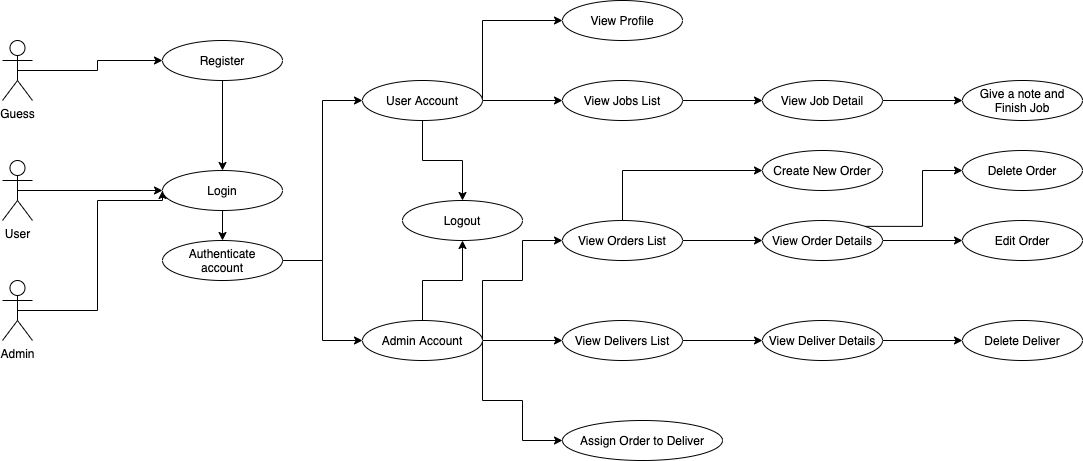 View Profile
Register
User Account
View Jobs List
View Job Detail
Give a note and
Finish Job
Guess
Create New Order
Delete Order
Login
Logout
User
View Orders List
View Order Details
Edit Order
Authenticate
account
Admin Account
View Delivers List
View Deliver Details
Delete Deliver
Admin
Assign Order to Deliver